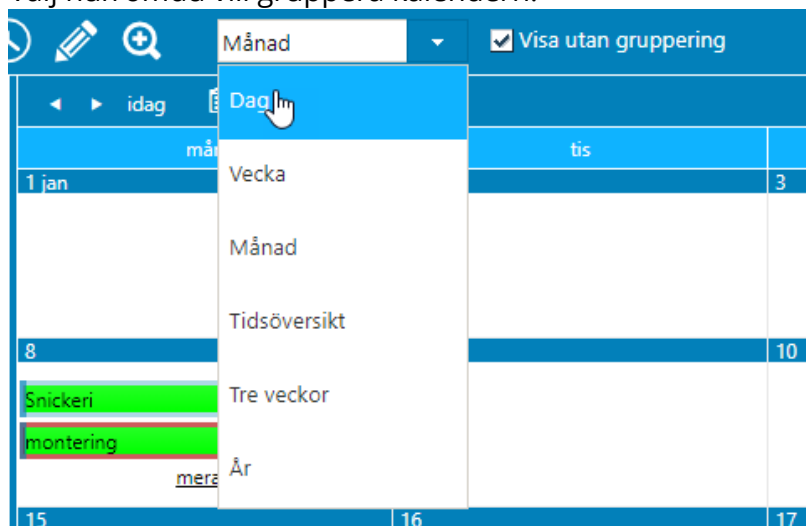 Månad
Visa utan gruppering
idag
Dag
tis
Vecka
1 jan
3
Månad
Tidsöversikt
8
10
Tre veckor
Snickeri
montering
mera
År
15
16
17